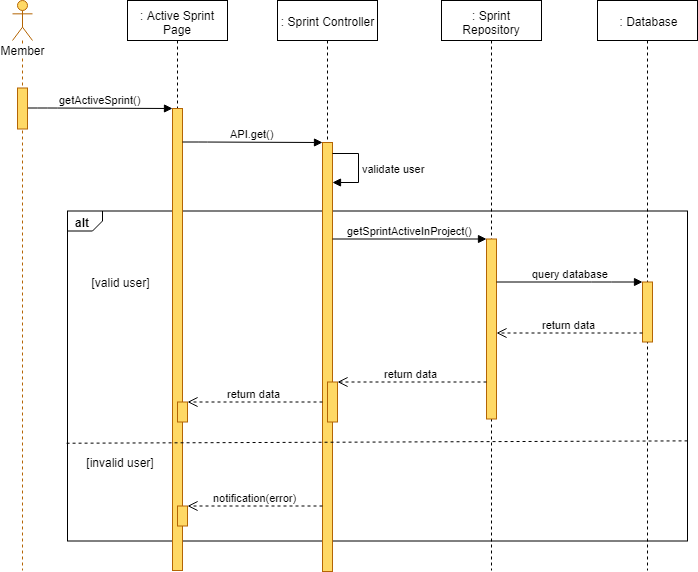 : Active Sprint
Page
: Sprint Controller
: Sprint
Repository
: Database
Member
getActiveSprint()
API.get()
validate user
alt
getSprintActiveInProject()
[valid user]
query database
return data
return data
return data
[invalid user]
notification(error)